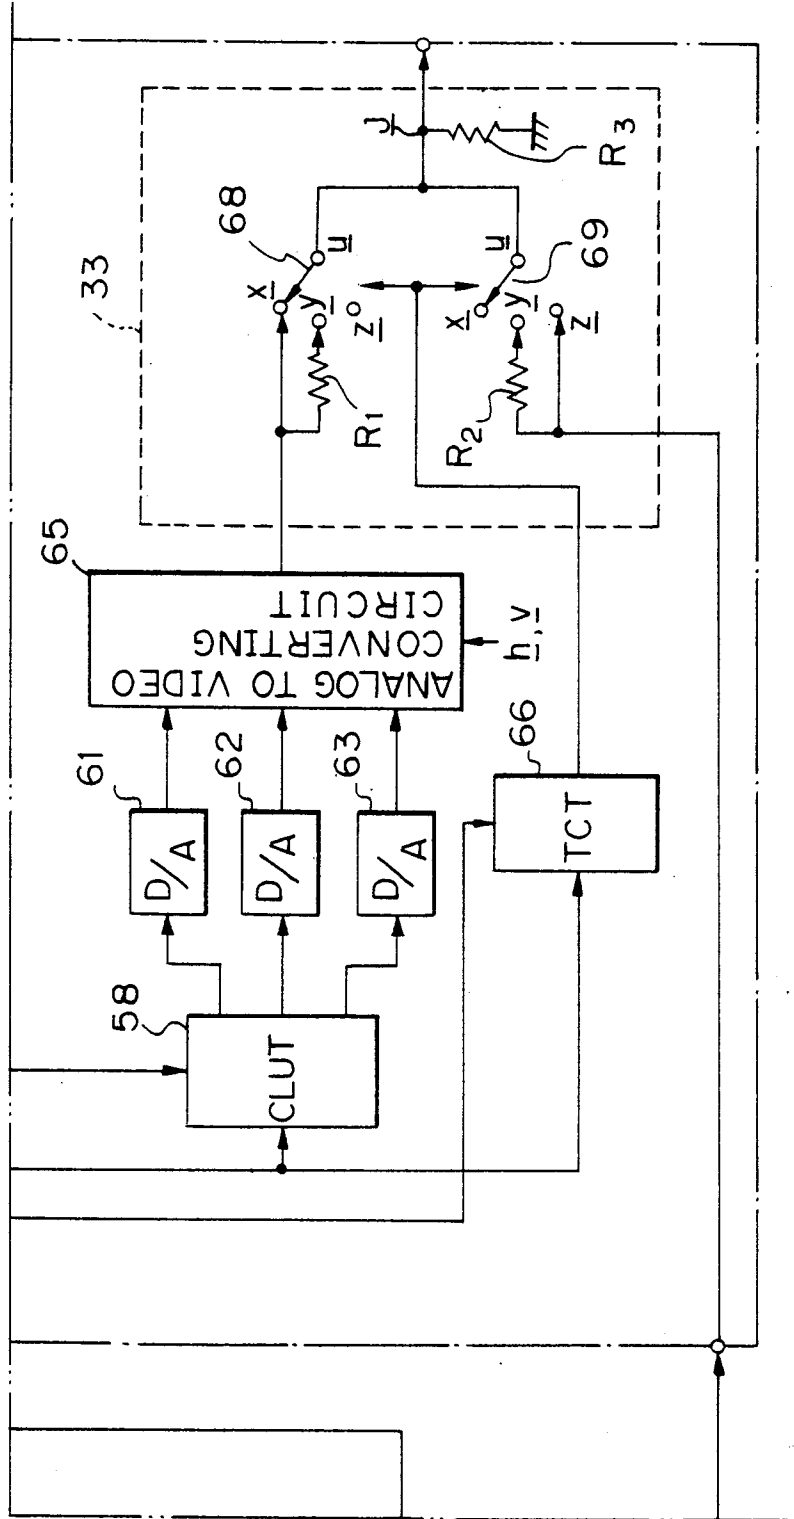 33
65
68
x
u
y
z
R1
J
R3
69
x
u
y
z
R2
ANALOG TO VIDEO
CONVERTING
CIRCUIT
h, v
61
D/A
62
D/A
63
D/A
66
TCT
58
CLUT